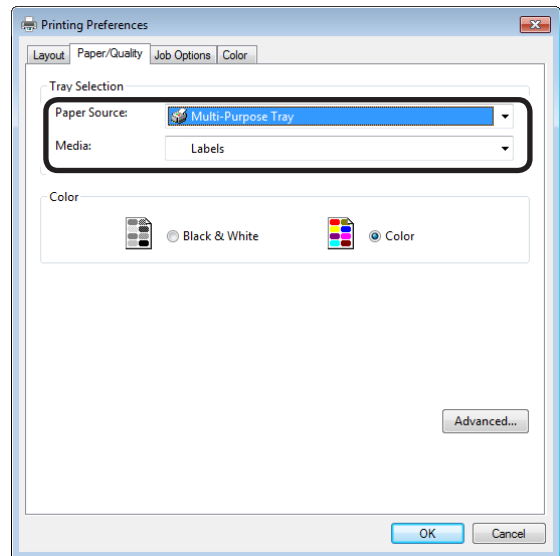 Printing Preferences
Layout Paper/Quality Job Options Color
Tray Selection
Paper Source: Multi-Purpose Tray
Media: Labels
Color
Black & White Color
Advanced...
OK Cancel